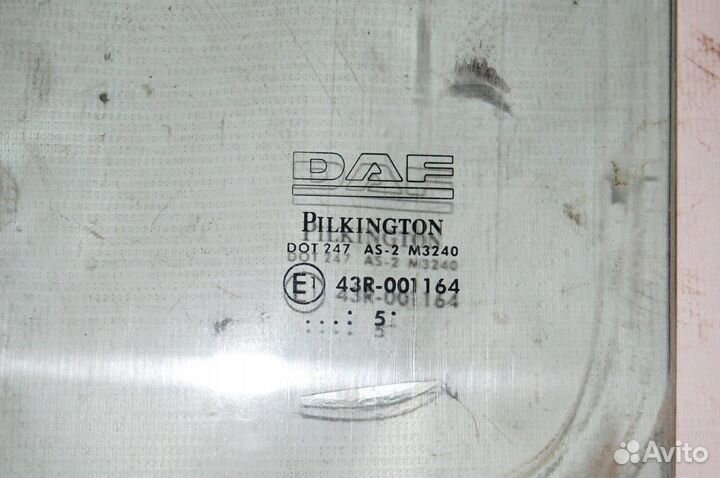 DAF
PILKINGTON
DOT 247 AS-2 M3240
E1 43R-001164
....: 5·
Avito